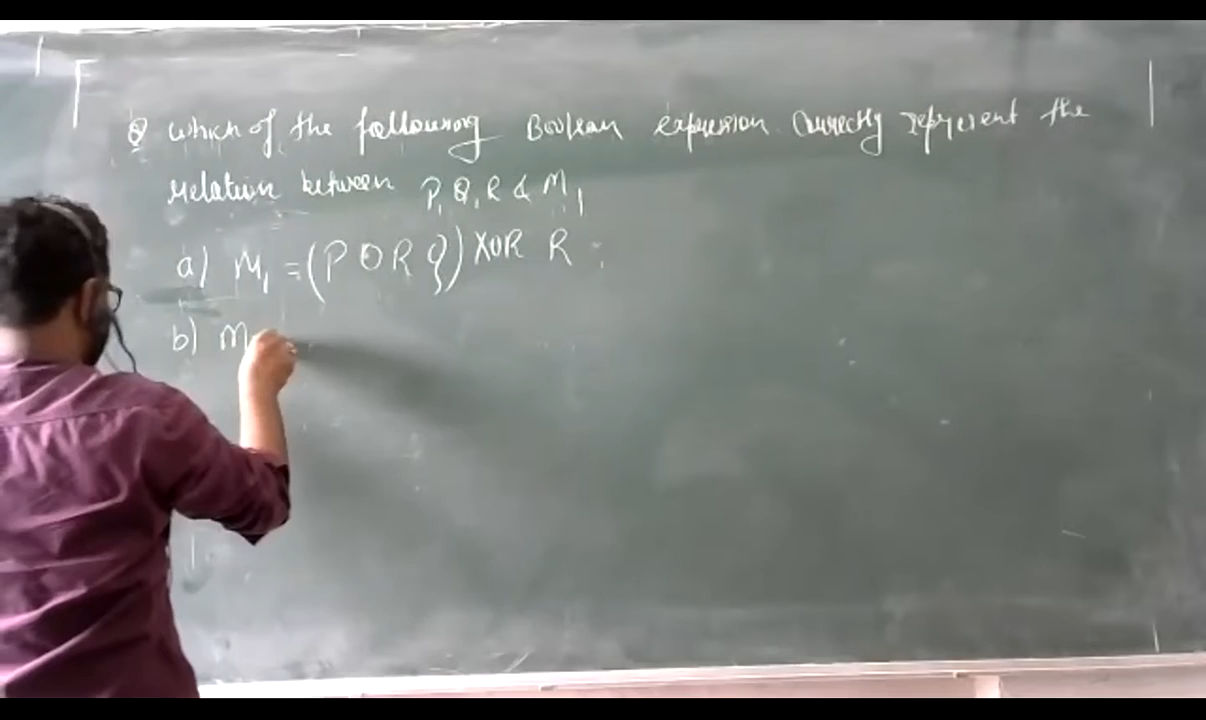 Q which of the following Boolean expression Correctly represent the
relation between P, Q, R & M1
a) M1 = (P OR Q) XOR R
b) M